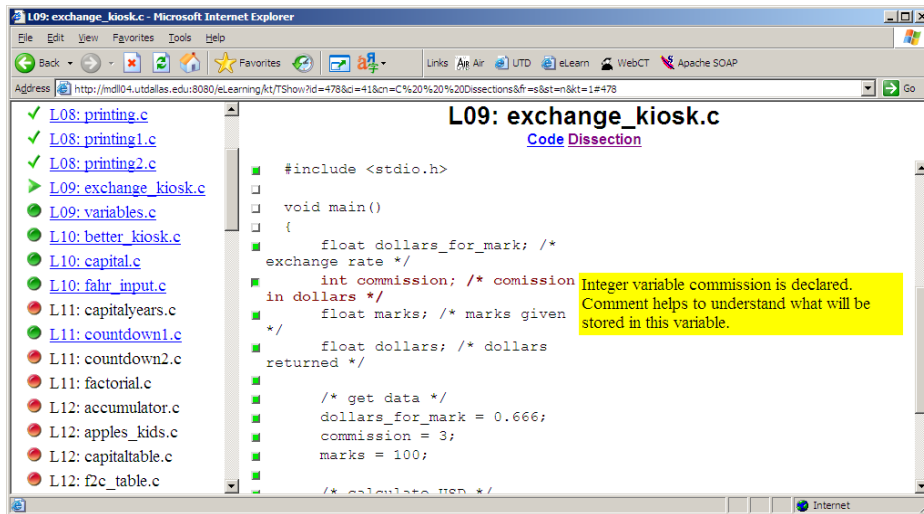 L09: exchange_kiosk.c - Microsoft Internet Explorer
File Edit View Favorites Tools Help
Back Favorites Links Air UTD eLearn WebCT Apache SOAP
Address http://mdll04.utdallas.edu:8080/eLearning/kt/TShow?id=478&ci=41&cn=C%20%20%20Dissections&fr=s&st=n&kt=1#478 Go
L08: printing.c
L08: printing1.c
L08: printing2.c
L09: exchange_kiosk.c
L09: variables.c
L10: better_kiosk.c
L10: capital.c
L10: fahr_input.c
L11: capitalyears.c
L11: countdown1.c
L11: countdown2.c
L11: factorial.c
L12: accumulator.c
L12: apples_kids.c
L12: capitaltable.c
L12: f2c_table.c
L09: exchange_kiosk.c
Code Dissection
#include <stdio.h>
void main()
{
float dollars_for_mark; /*
exchange rate */
int commission; /* comission
in dollars */
float marks; /* marks given
*/
float dollars; /* dollars
returned */
/* get data */
dollars_for_mark = 0.666;
commission = 3;
marks = 100;
/* calculate USD */
Integer variable commission is declared.
Comment helps to understand what will be
stored in this variable.
Internet